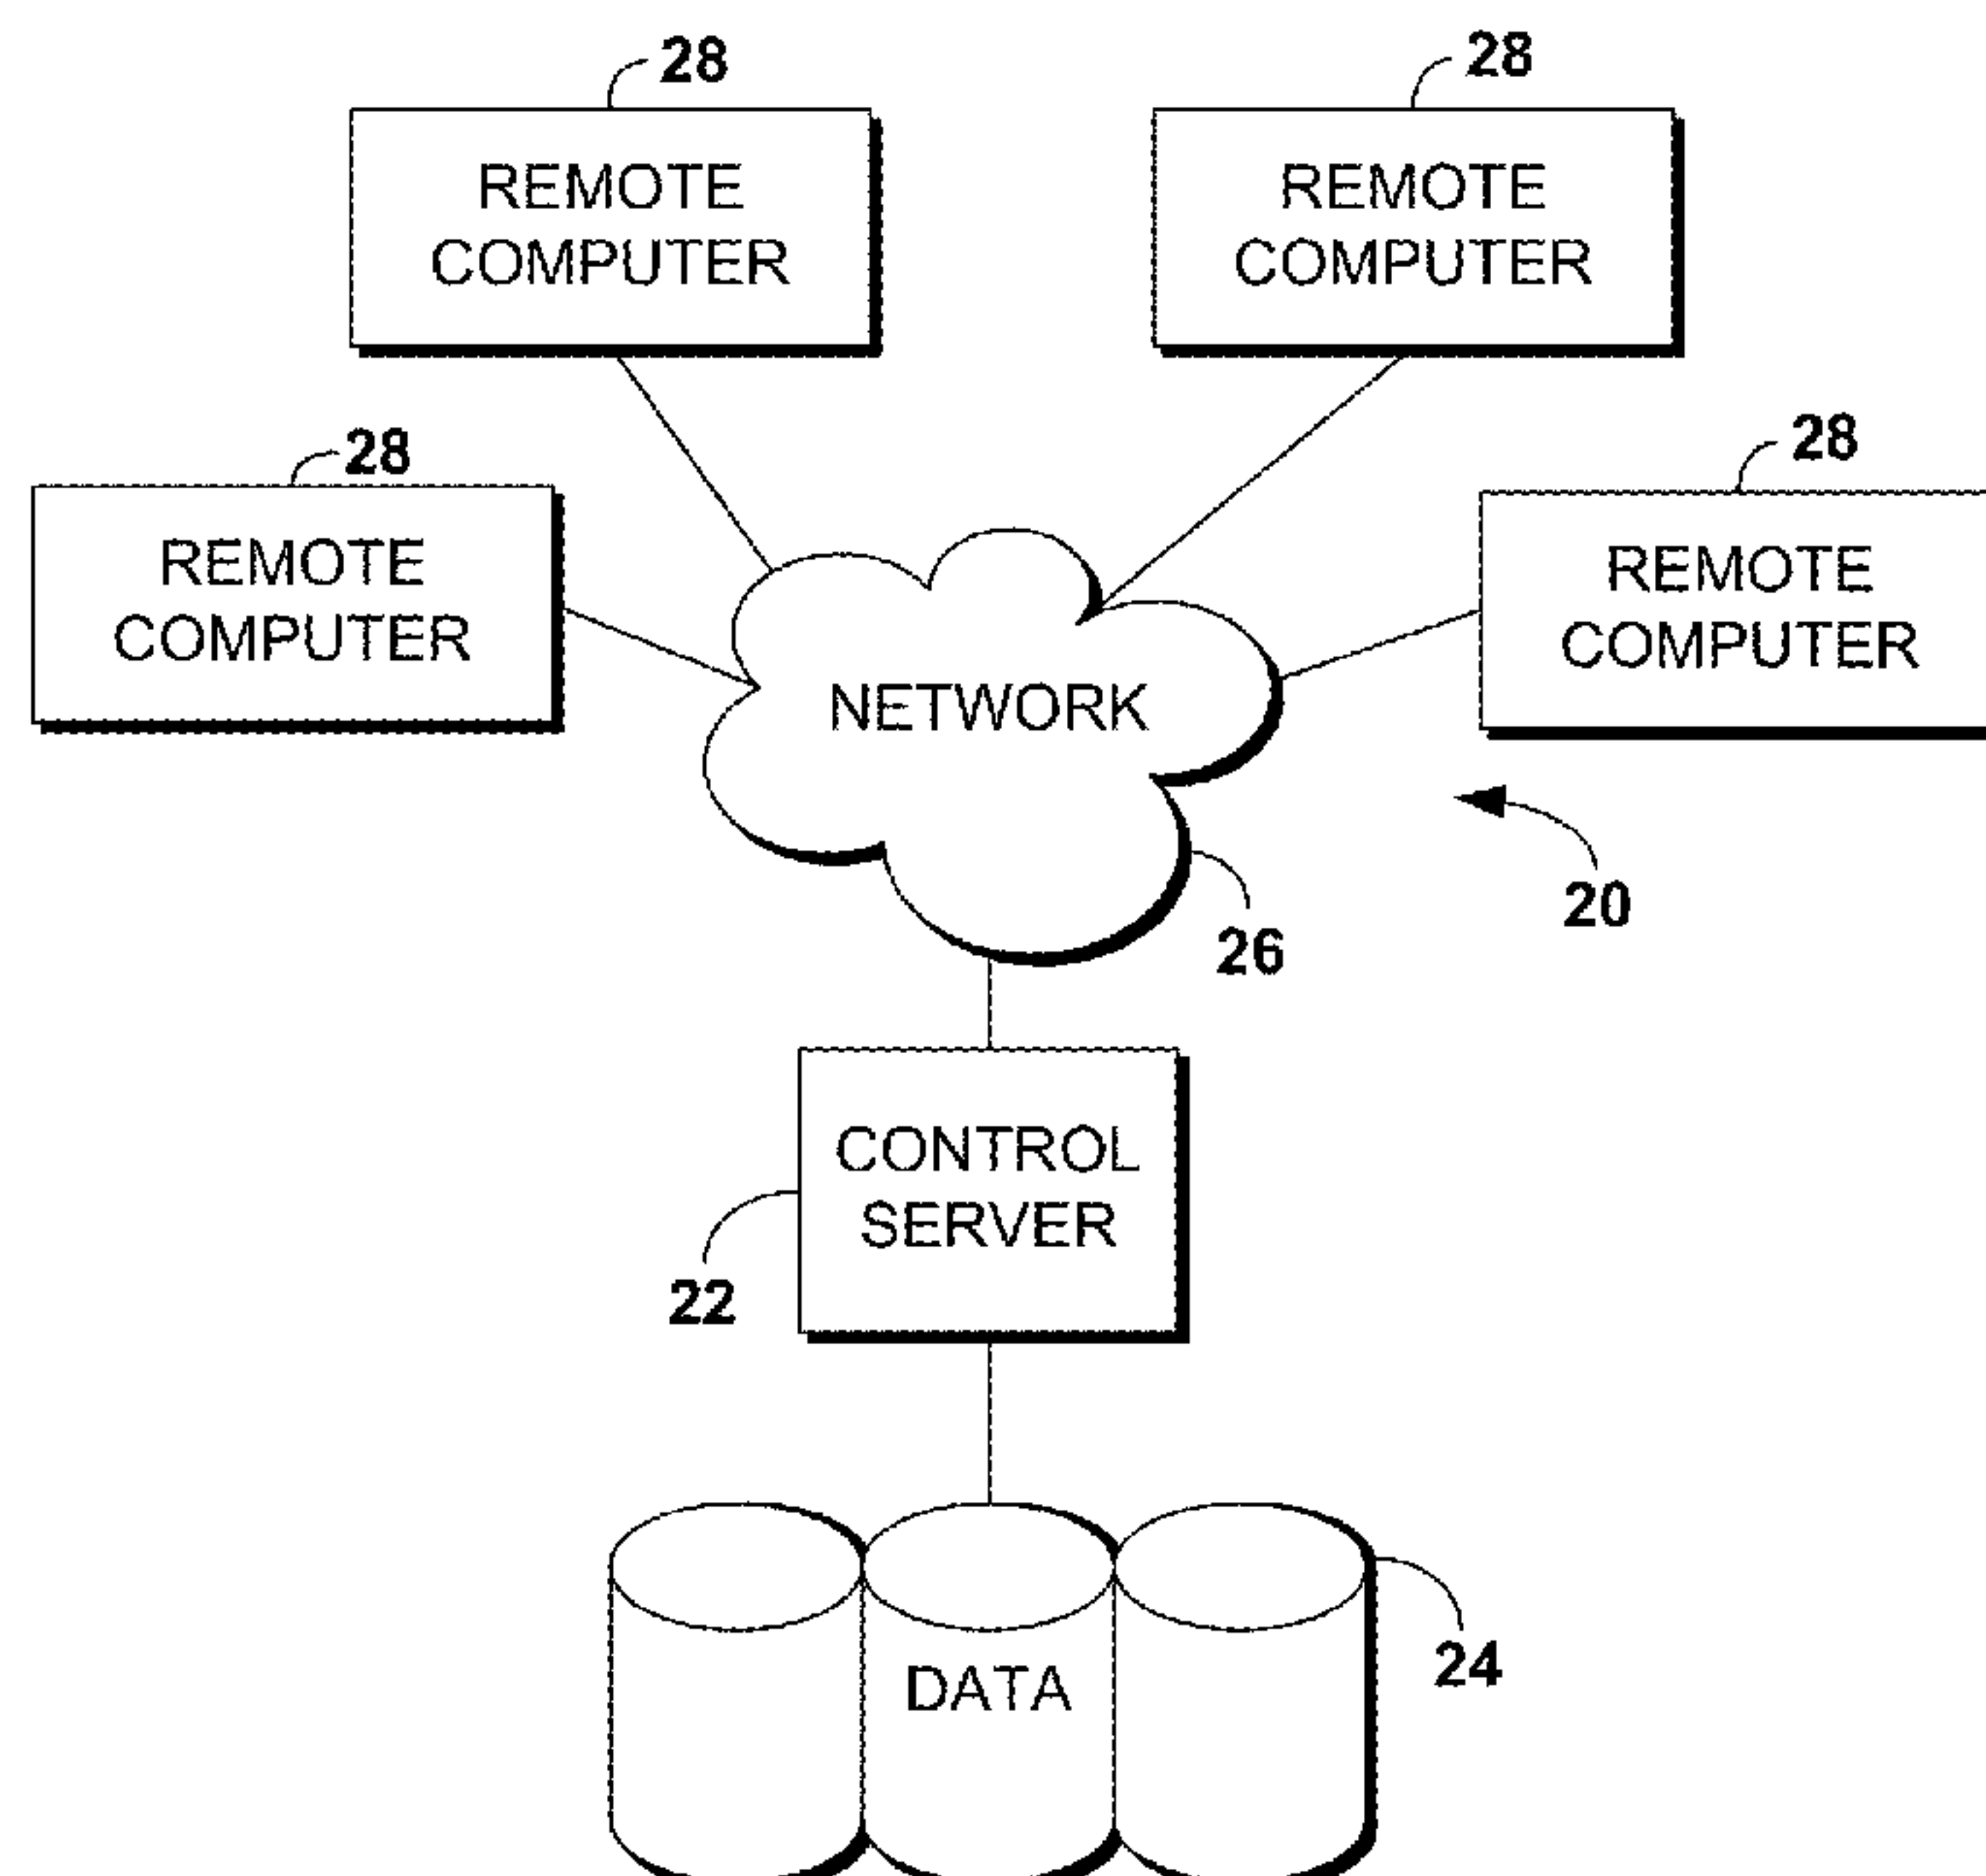 28
28
REMOTE
COMPUTER
REMOTE
COMPUTER
28
28
REMOTE
COMPUTER
REMOTE
COMPUTER
NETWORK
20
26
CONTROL
SERVER
22
24
DATA